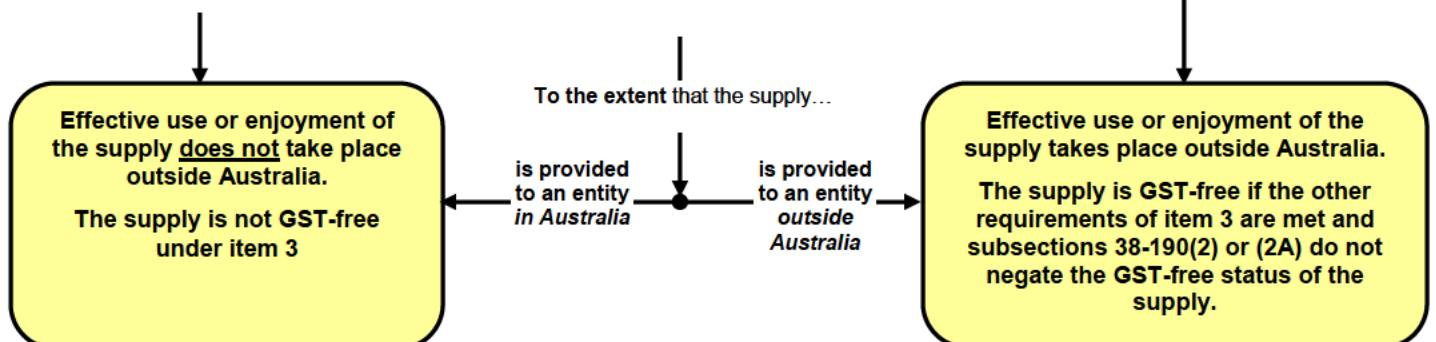 Effective use or enjoyment of
the supply does not take place
outside Australia.
The supply is not GST-free
under item 3
To the extent that the supply…
is provided
to an entity
in Australia
is provided
to an entity
outside
Australia
Effective use or enjoyment of the
supply takes place outside Australia.
The supply is GST-free if the other
requirements of item 3 are met and
subsections 38-190(2) or (2A) do not
negate the GST-free status of the
supply.